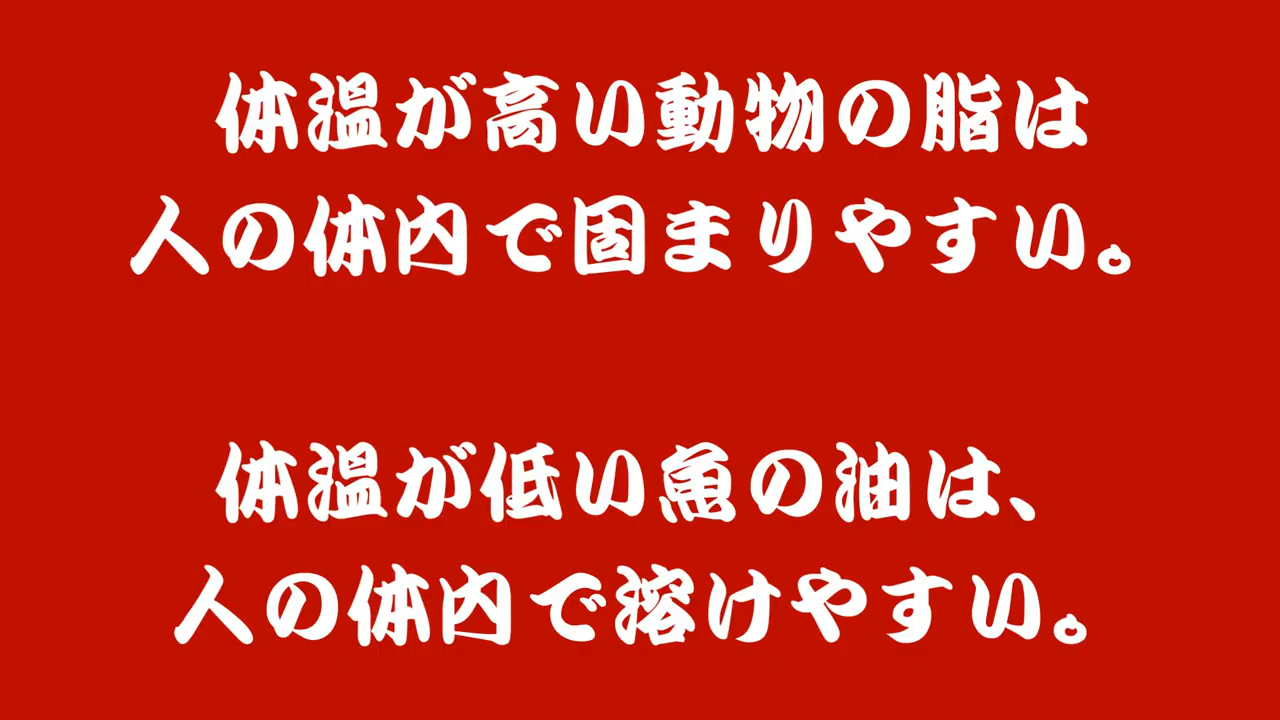 体温が高い動物の脂は
人の体内で固まりやすい。
体温が低い魚の油は、
人の体内で溶けやすい。